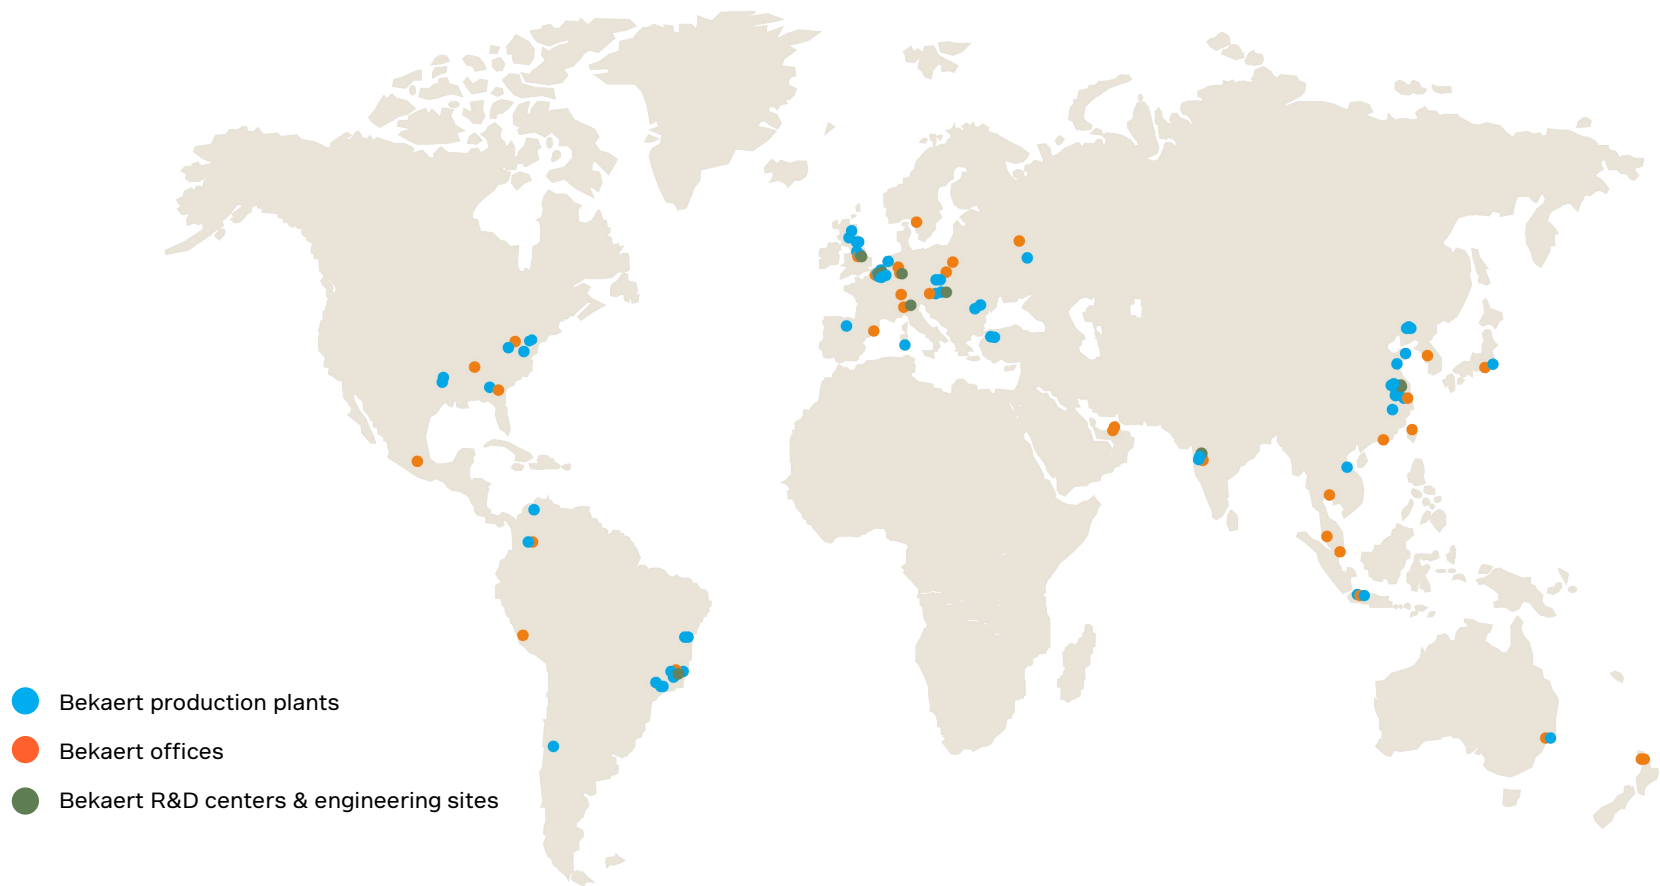 Bekaert production plants
Bekaert offices
Bekaert R&D centers & engineering sites